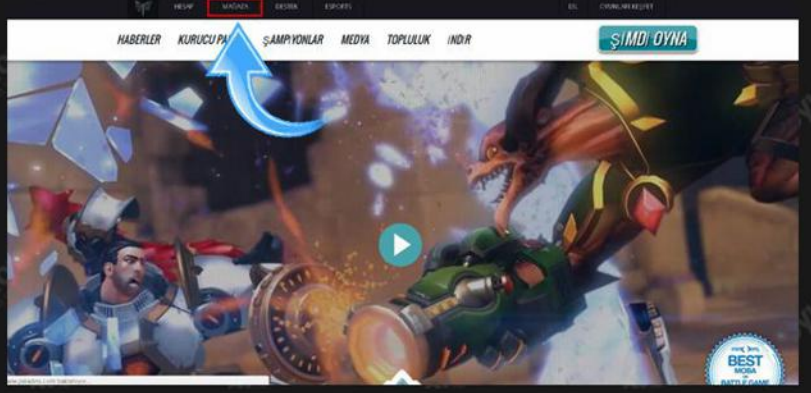 HESAP MAĞAZA DESTEK ESPORTS DİL OYUNLARI KEŞFET
HABERLER KURUCU PA ŞAMPİYONLAR MEDYA TOPLULUK İNDİR ŞİMDİ OYNA
BEST
MOBA
OR
BATTLE GAME